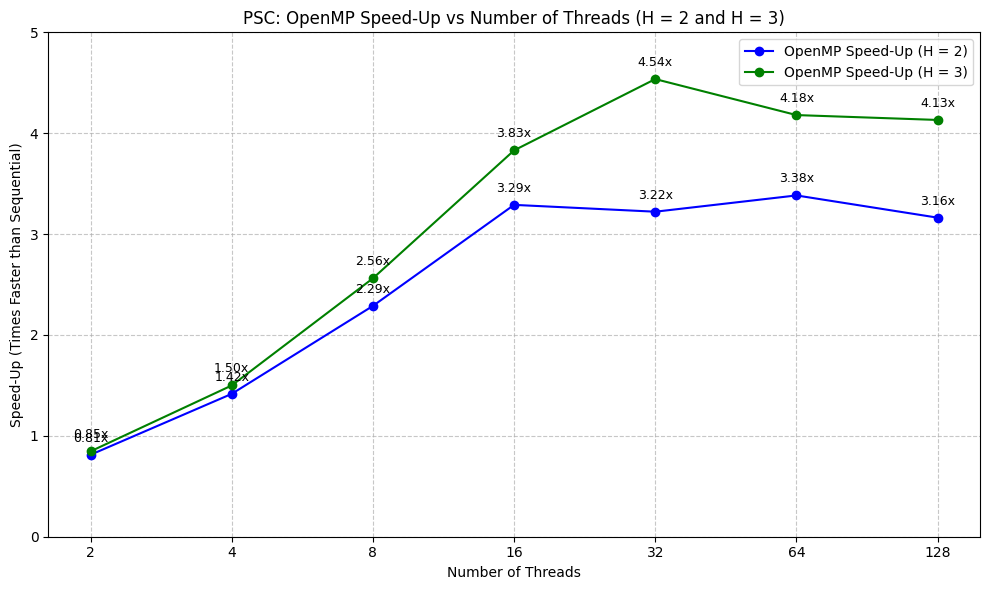 PSC: OpenMP Speed-Up vs Number of Threads (H = 2 and H = 3)
OpenMP Speed-Up (H = 2)
OpenMP Speed-Up (H = 3)
Speed-Up (Times Faster than Sequential)
5
4
3
2
1
0
4.54x
4.18x
4.13x
3.83x
3.29x
3.22x
3.38x
3.16x
2.56x
2.29x
1.50x
1.42x
0.85x
0.81x
2 4 8 16 32 64 128
Number of Threads